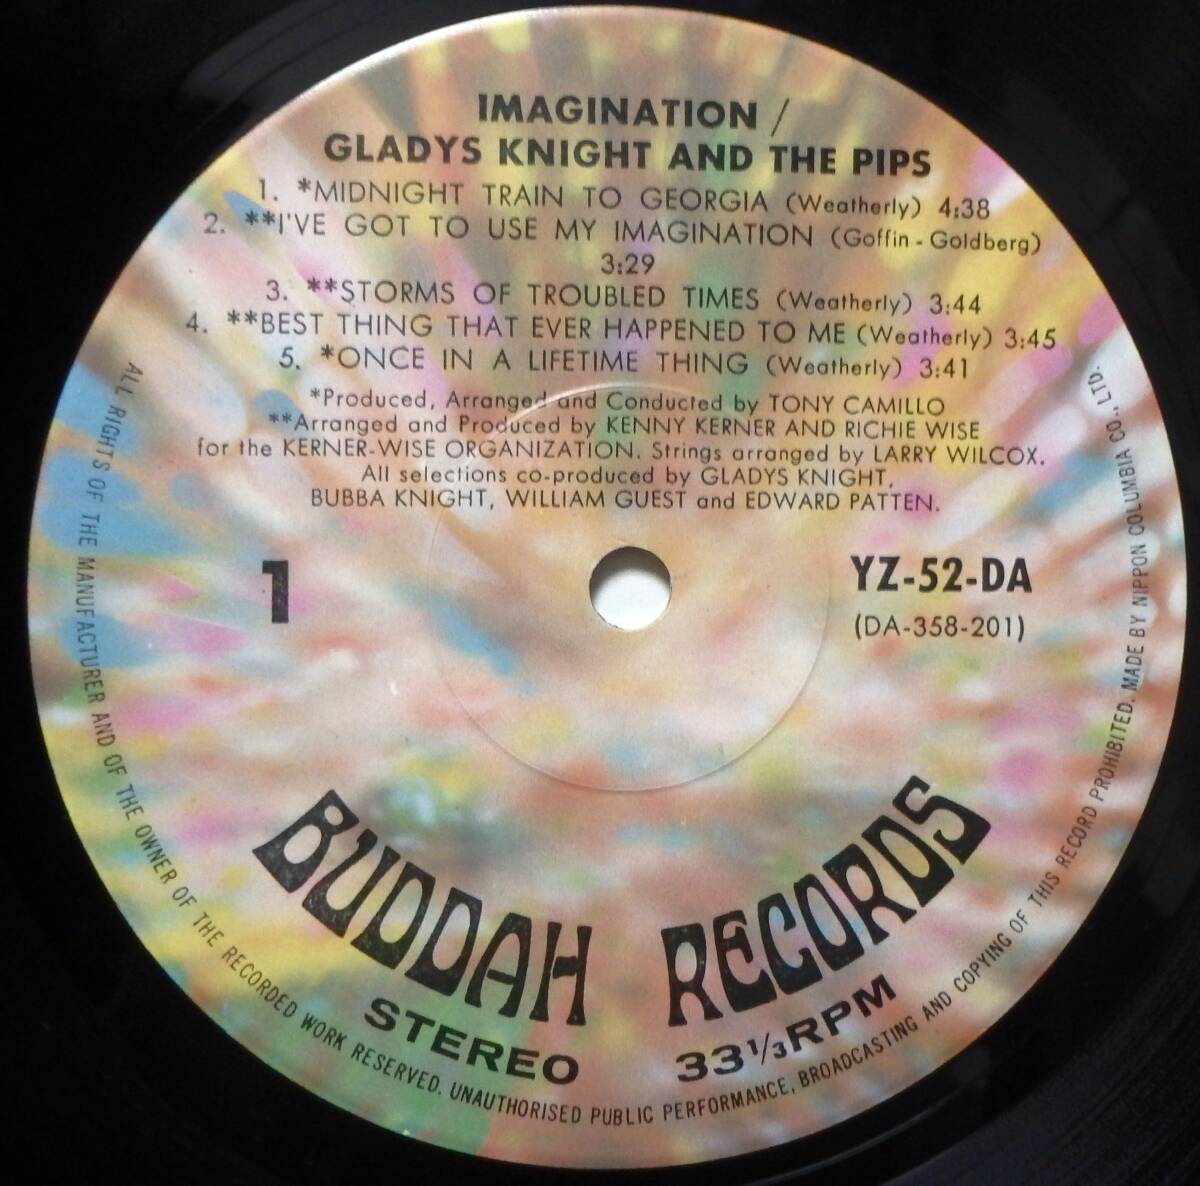 IMAGINATION /
GLADYS KNIGHT AND THE PIPS
1. *MIDNIGHT TRAIN TO GEORGIA (Weatherly) 4:38
2. **I'VE GOT TO USE MY IMAGINATION (Goffin - Goldberg)
3:29
3. **STORMS OF TROUBLED TIMES (Weatherly) 3:44
4. **BEST THING THAT EVER HAPPENED TO ME (Weatherly) 3:45
5. *ONCE IN A LIFETIME THING (Weatherly) 3:41
*Produced, Arranged and Conducted by TONY CAMILLO
**Arranged and Produced by KENNY KERNER AND RICHIE WISE
for the KERNER-WISE ORGANIZATION. Strings arranged by LARRY WILCOX.
All selections co-produced by GLADYS KNIGHT,
BUBBA KNIGHT, WILLIAM GUEST and EDWARD PATTEN.
1
YZ-52-DA
(DA-358-201)
BUDDAH RECORDS
STEREO 33 1/3 RPM
ALL RIGHTS OF THE MANUFACTURER AND OF THE OWNER OF THE RECORDED WORK RESERVED. UNAUTHORISED PUBLIC PERFORMANCE, BROADCASTING AND COPYING OF THIS RECORD PROHIBITED. MADE BY NIPPON COLUMBIA CO., LTD.